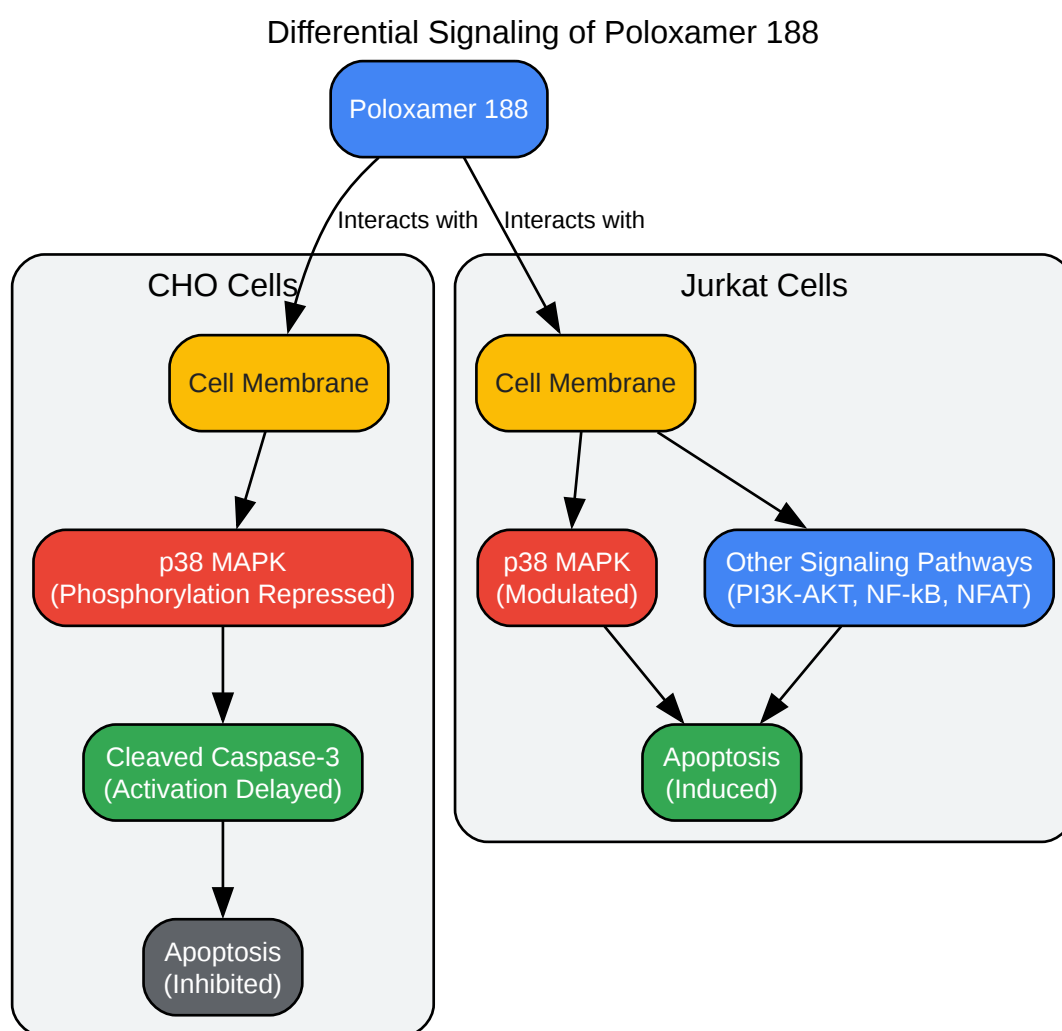 Differential Signaling of Poloxamer 188
Poloxamer 188
Interacts with
Interacts with
CHO Cells
Cell Membrane
p38 MAPK
(Phosphorylation Repressed)
Cleaved Caspase-3
(Activation Delayed)
Apoptosis
(Inhibited)
Jurkat Cells
Cell Membrane
p38 MAPK
(Modulated)
Other Signaling Pathways
(PI3K-AKT, NF-kB, NFAT)
Apoptosis
(Induced)